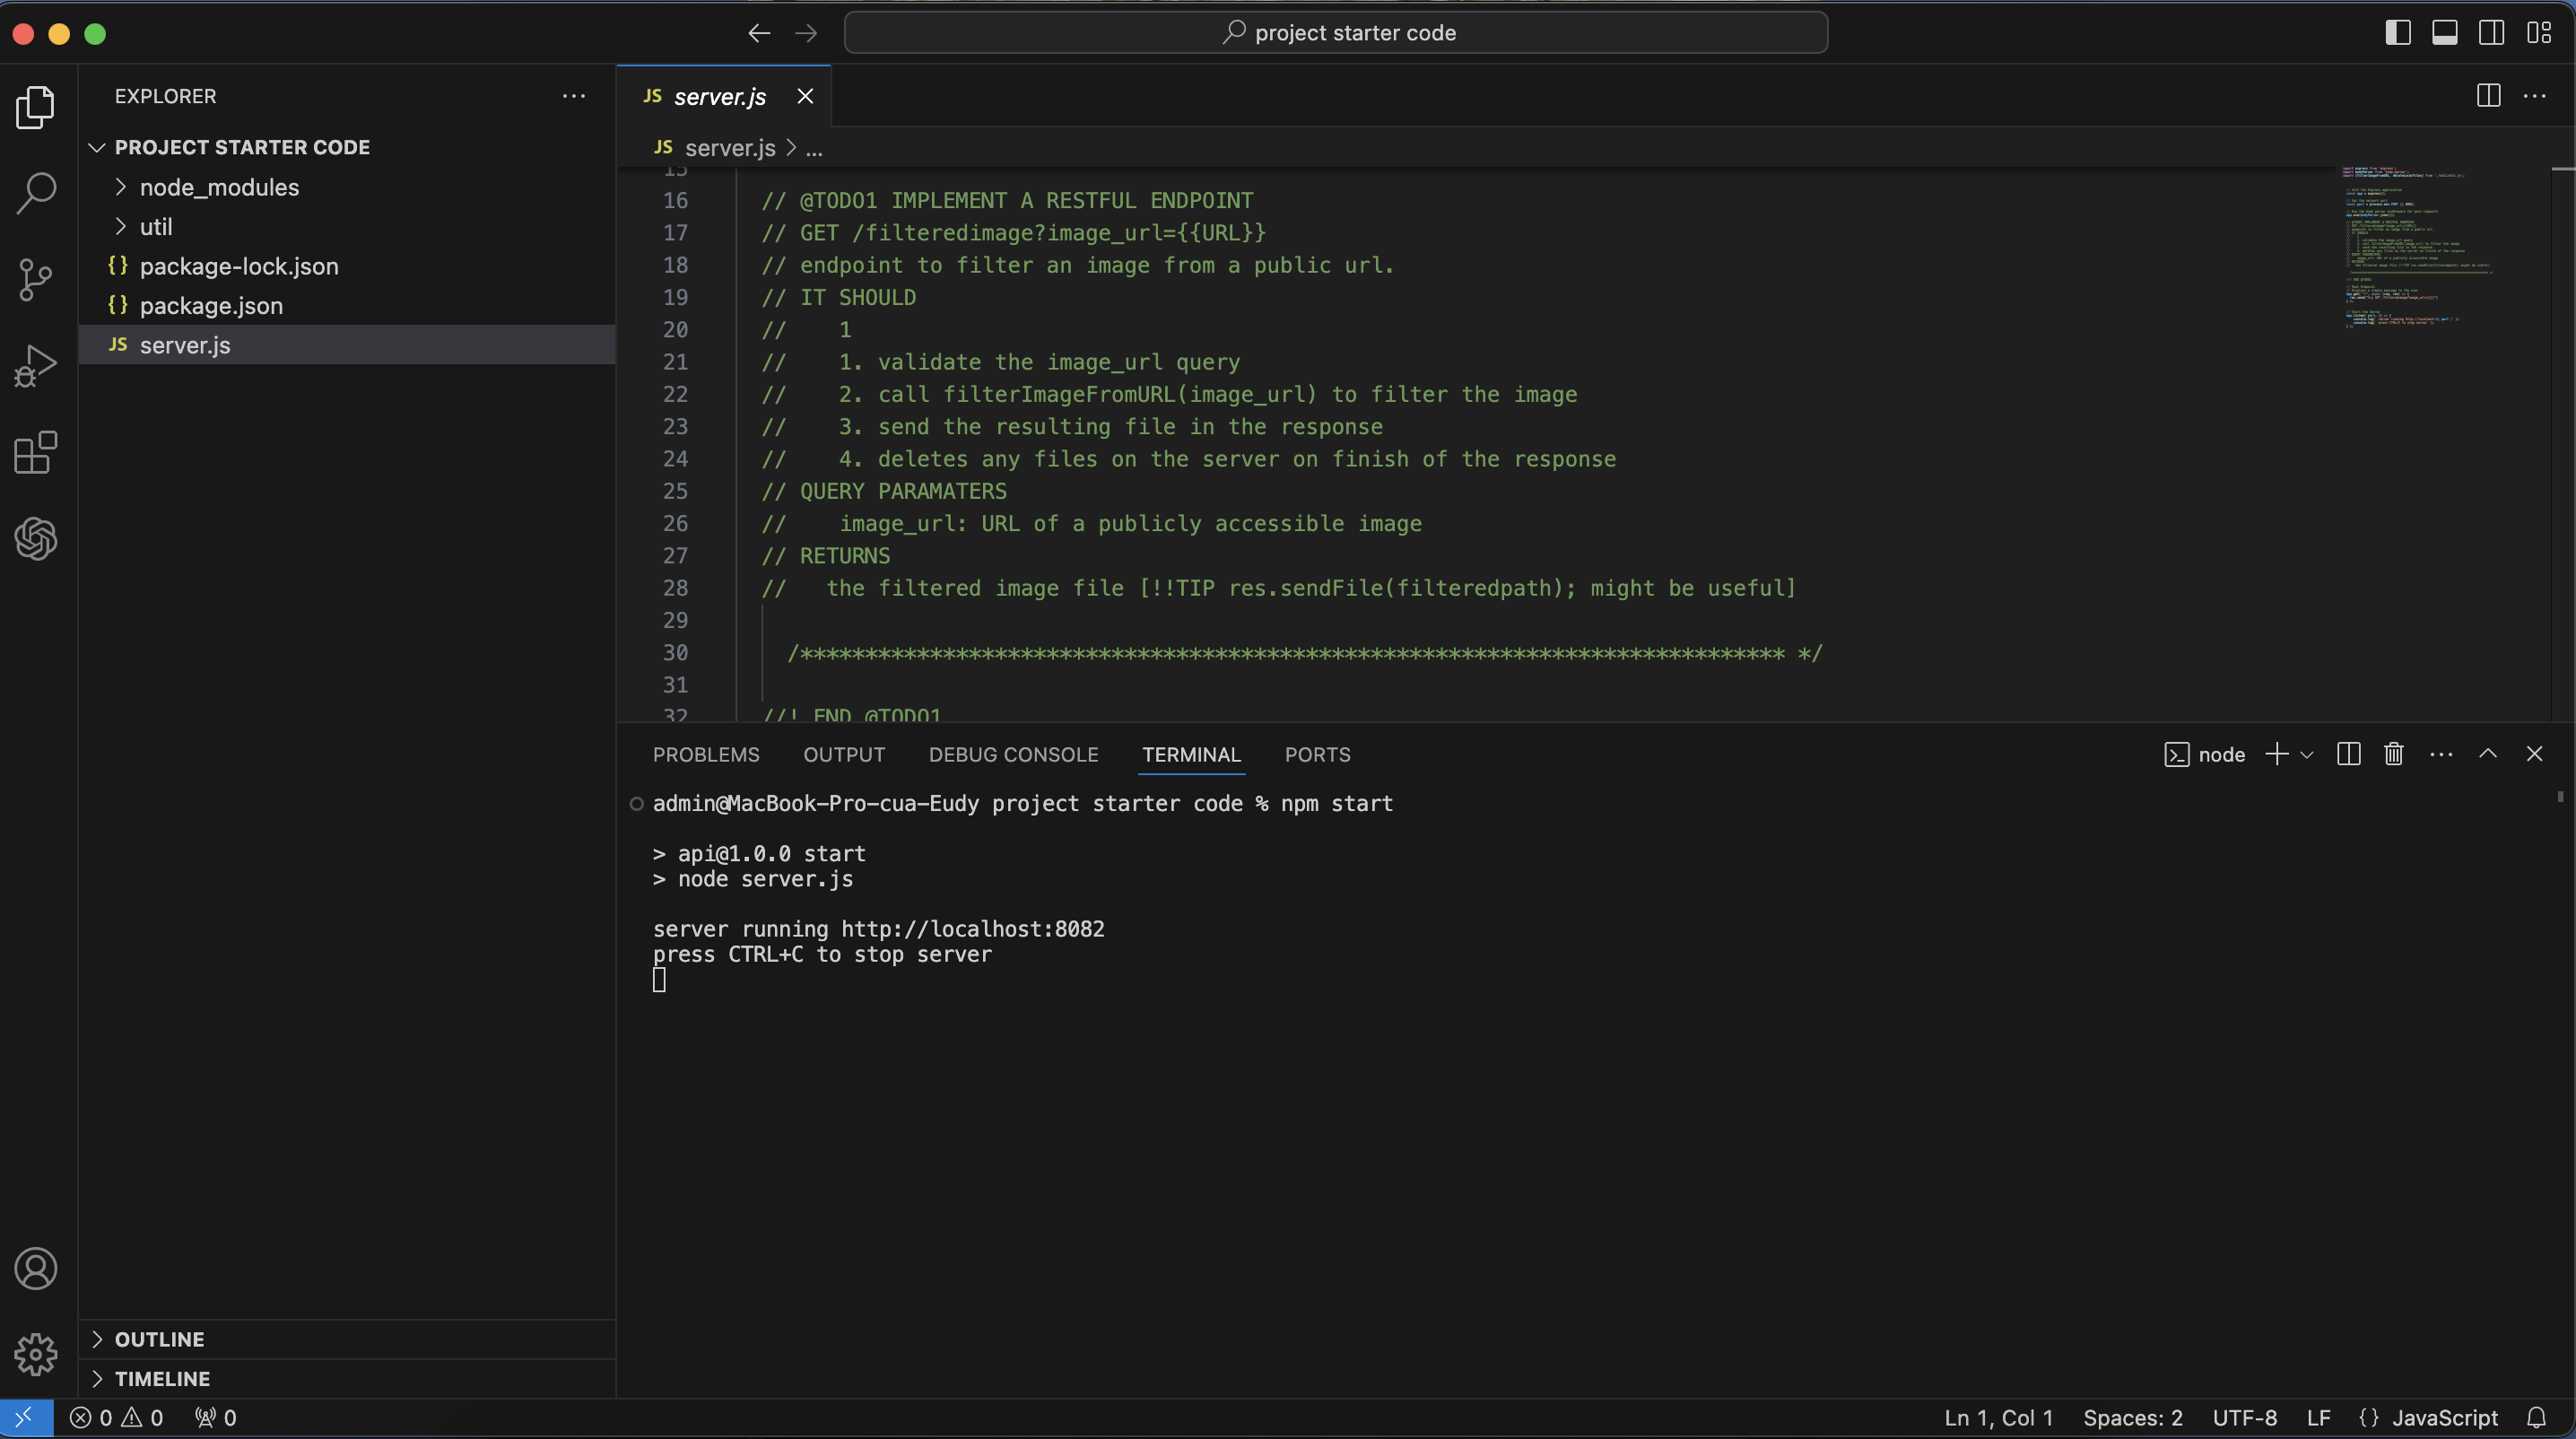 project starter code
EXPLORER
PROJECT STARTER CODE
node_modules
util
{} package-lock.json
{} package.json
JS server.js
JS server.js
JS server.js > ...
15
16 // @TODO1 IMPLEMENT A RESTFUL ENDPOINT
17 // GET /filteredimage?image_url={{URL}}
18 // endpoint to filter an image from a public url.
19 // IT SHOULD
20 //    1
21 //    1. validate the image_url query
22 //    2. call filterImageFromURL(image_url) to filter the image
23 //    3. send the resulting file in the response
24 //    4. deletes any files on the server on finish of the response
25 // QUERY PARAMATERS
26 //    image_url: URL of a publicly accessible image
27 // RETURNS
28 //   the filtered image file [!!TIP res.sendFile(filteredpath); might be useful]
29
30 /**************************************************************************** */
31
32 //! END @TODO1
PROBLEMS OUTPUT DEBUG CONSOLE TERMINAL PORTS
node
admin@MacBook-Pro-cua-Eudy project starter code % npm start
> api@1.0.0 start
> node server.js
server running http://localhost:8082
press CTRL+C to stop server
OUTLINE
TIMELINE
0 0 0
Ln 1, Col 1 Spaces: 2 UTF-8 LF {} JavaScript